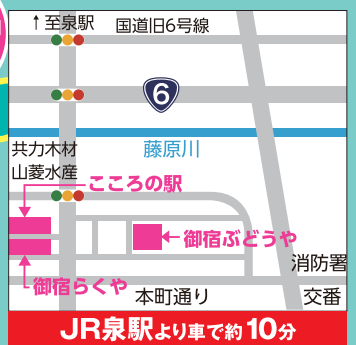 ↑至泉駅 国道旧6号線
6
藤原川
共力木材
山菱水産
こころの駅
御宿ぶどうや
御宿らくや
消防署
本町通り 交番
JR泉駅より車で約10分